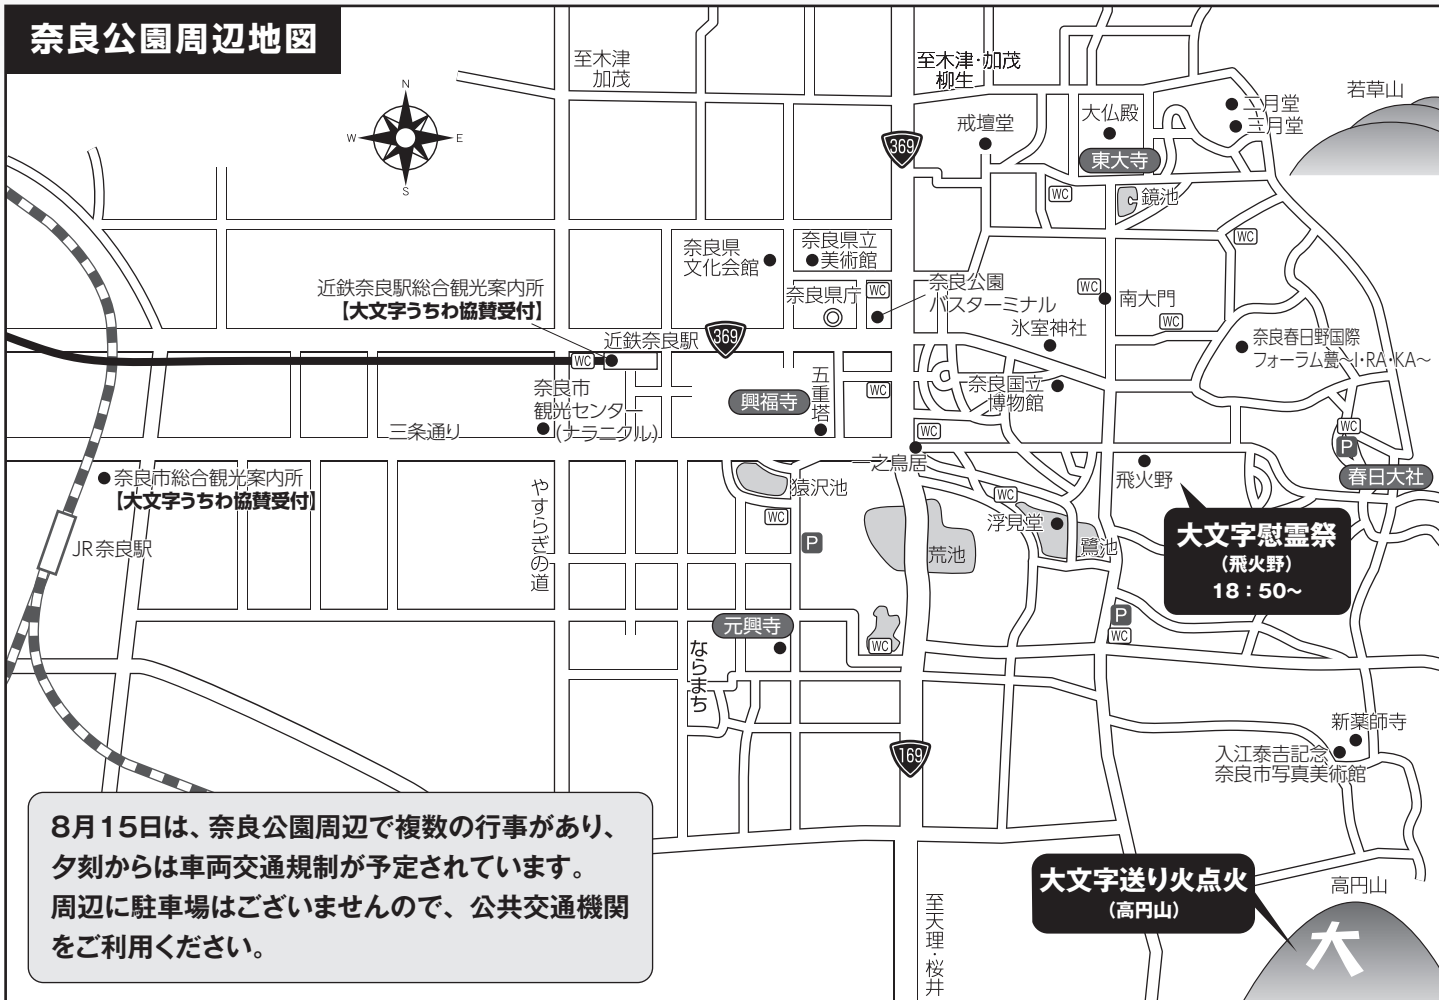 奈良公園周辺地図
至木津
加茂
至木津・加茂
柳生
若草山
二月堂
三月堂
大仏殿
戒壇堂
369
東大寺
N
W
E
S
WC
鏡池
WC
奈良県
文化会館
奈良県立
美術館
奈良県庁
WC
奈良公園
バスターミナル
WC
南大門
WC
近鉄奈良駅総合観光案内所
【大文字うちわ協賛受付】
近鉄奈良駅
369
WC
氷室神社
奈良春日野国際
フォーラム甍〜I・RA・KA〜
奈良市
観光センター
(ナラニクル)
興福寺
五重塔
WC
奈良国立
博物館
三条通り
WC
一之鳥居
WC
P
春日大社
飛火野
奈良市総合観光案内所
【大文字うちわ協賛受付】
JR奈良駅
やすらぎの道
猿沢池
WC
P
荒池
WC
浮見堂
鷺池
大文字慰霊祭
(飛火野)
18:50〜
P
WC
元興寺
WC
ならまち
169
新薬師寺
入江泰𠮷記念
奈良市写真美術館
8月15日は、奈良公園周辺で複数の行事があり、
夕刻からは車両交通規制が予定されています。
周辺に駐車場はございませんので、公共交通機関
をご利用ください。
至天理・桜井
大文字送り火点火
(高円山)
高円山
大